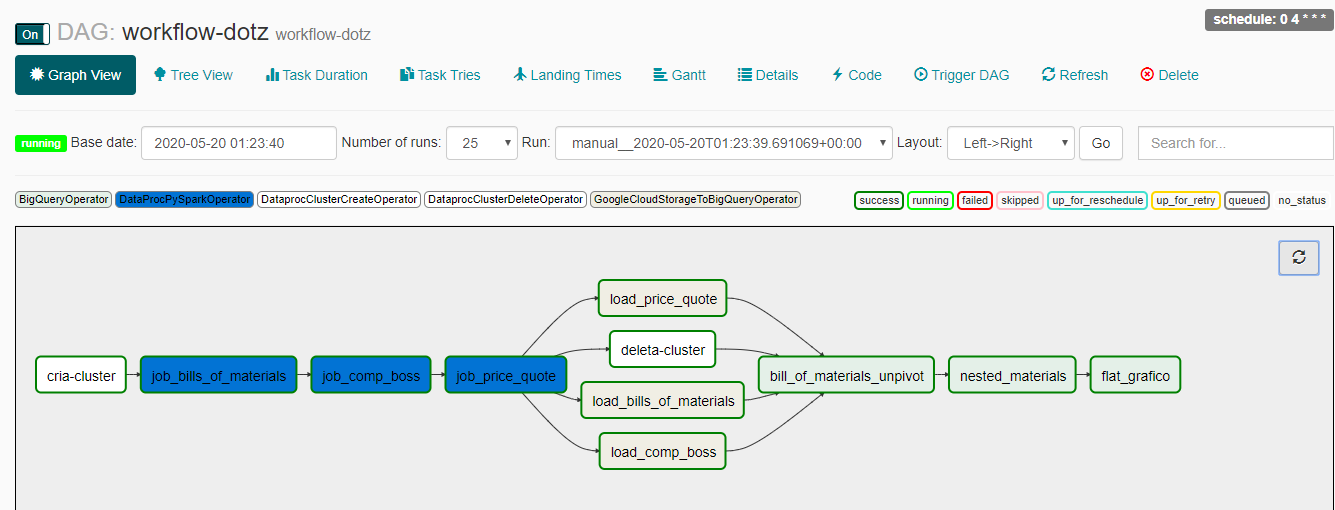 schedule: 0 4 * * *
On DAG: workflow-dotz workflow-dotz
Graph View Tree View Task Duration Task Tries Landing Times Gantt Details Code Trigger DAG Refresh Delete
running Base date: 2020-05-20 01:23:40 Number of runs: 25 Run: manual__2020-05-20T01:23:39.691069+00:00 Layout: Left->Right Go Search for...
BigQueryOperator DataProcPySparkOperator DataprocClusterCreateOperator DataprocClusterDeleteOperator GoogleCloudStorageToBigQueryOperator success running failed skipped up_for_reschedule up_for_retry queued no_status
load_price_quote
deleta-cluster
cria-cluster job_bills_of_materials job_comp_boss job_price_quote bill_of_materials_unpivot nested_materials flat_grafico
load_bills_of_materials
load_comp_boss